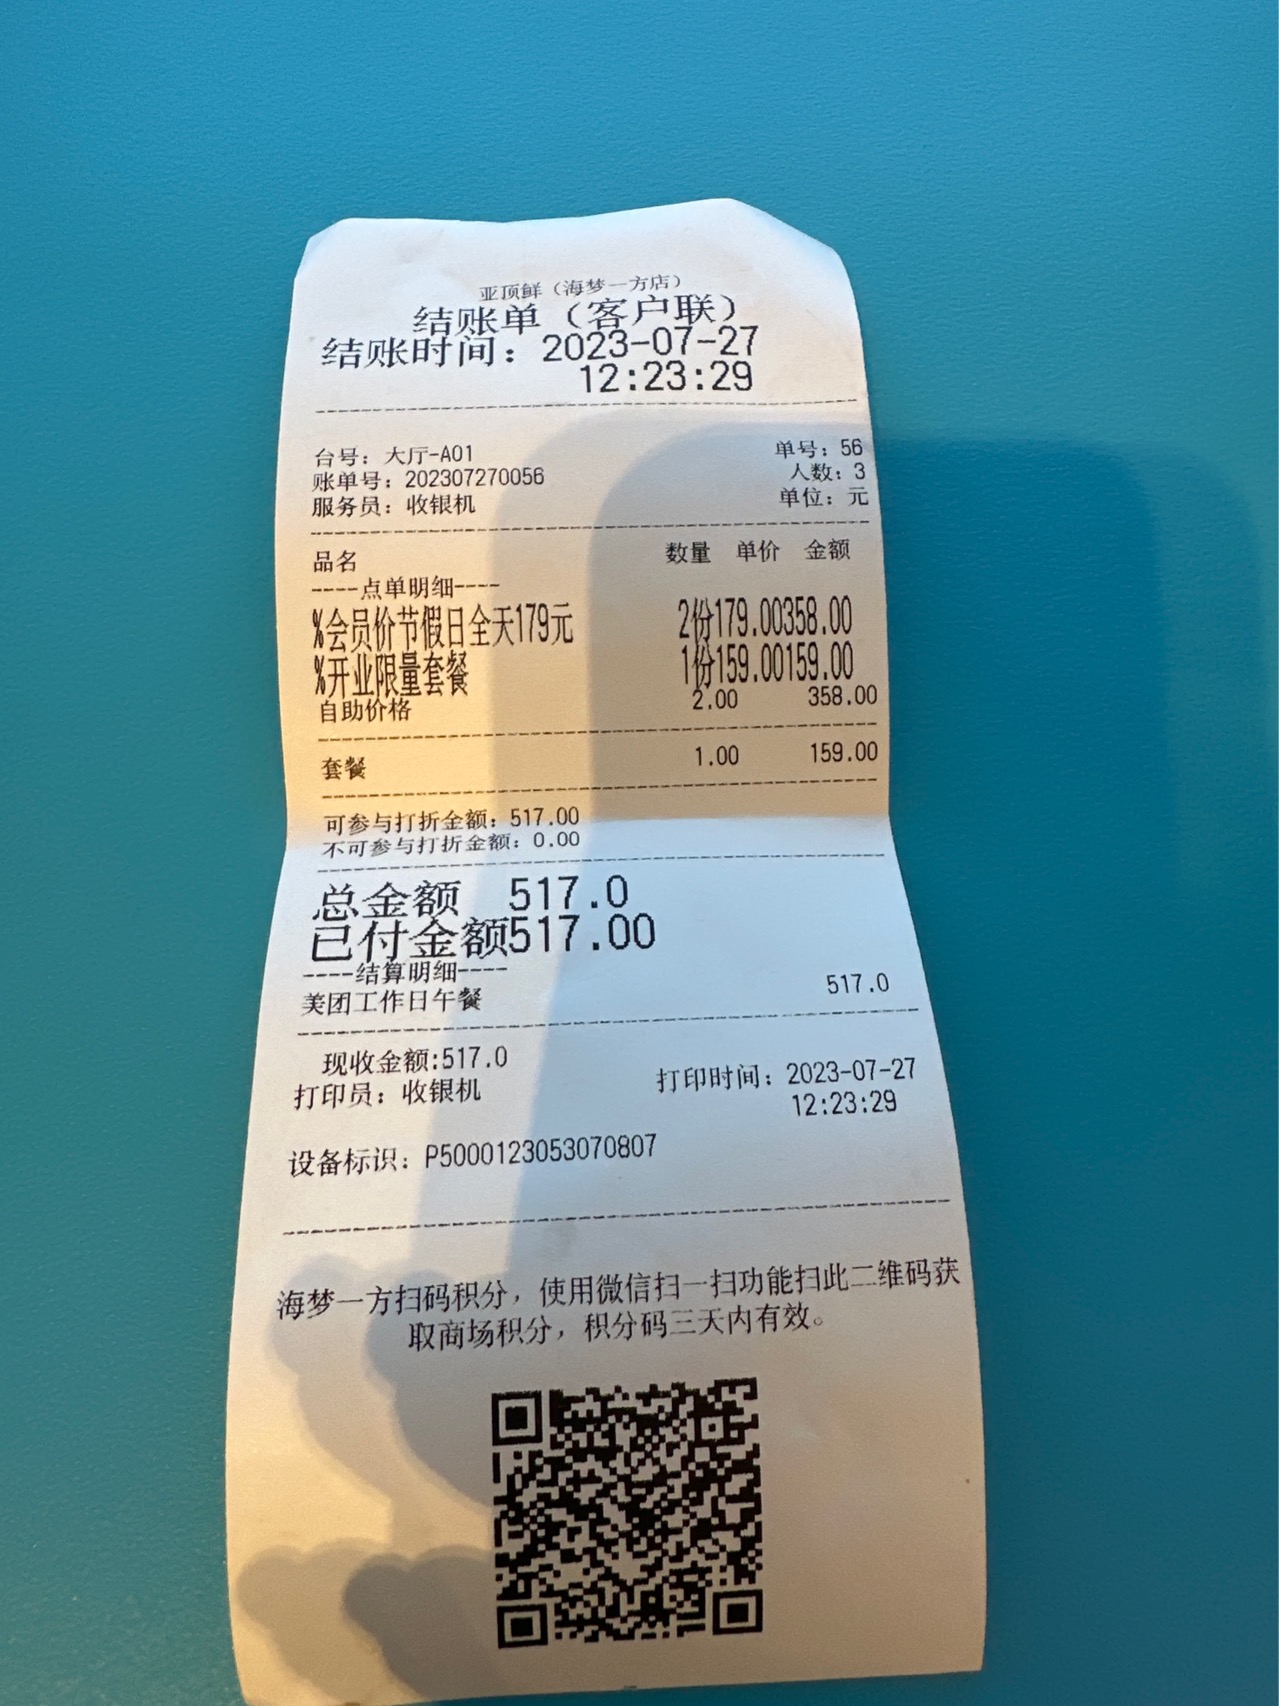 亚顶鲜（海梦一方店）
结账单（客户联）
结账时间：2023-07-27
12:23:29
台号：大厅-A01 单号：56
账单号：202307270056 人数：3
服务员：收银机 单位：元
品名 数量 单价 金额
----点单明细----
%会员价节假日全天179元 2份179.00358.00
%开业限量套餐 1份159.00159.00
自助价格 2.00 358.00
套餐 1.00 159.00
可参与打折金额：517.00
不可参与打折金额：0.00
总金额 517.0
已付金额517.00
----结算明细----
美团工作日午餐 517.0
现收金额:517.0
打印员：收银机 打印时间：2023-07-27
12:23:29
设备标识：P5000123053070807
海梦一方扫码积分，使用微信扫一扫功能扫此二维码获
取商场积分，积分码三天内有效。